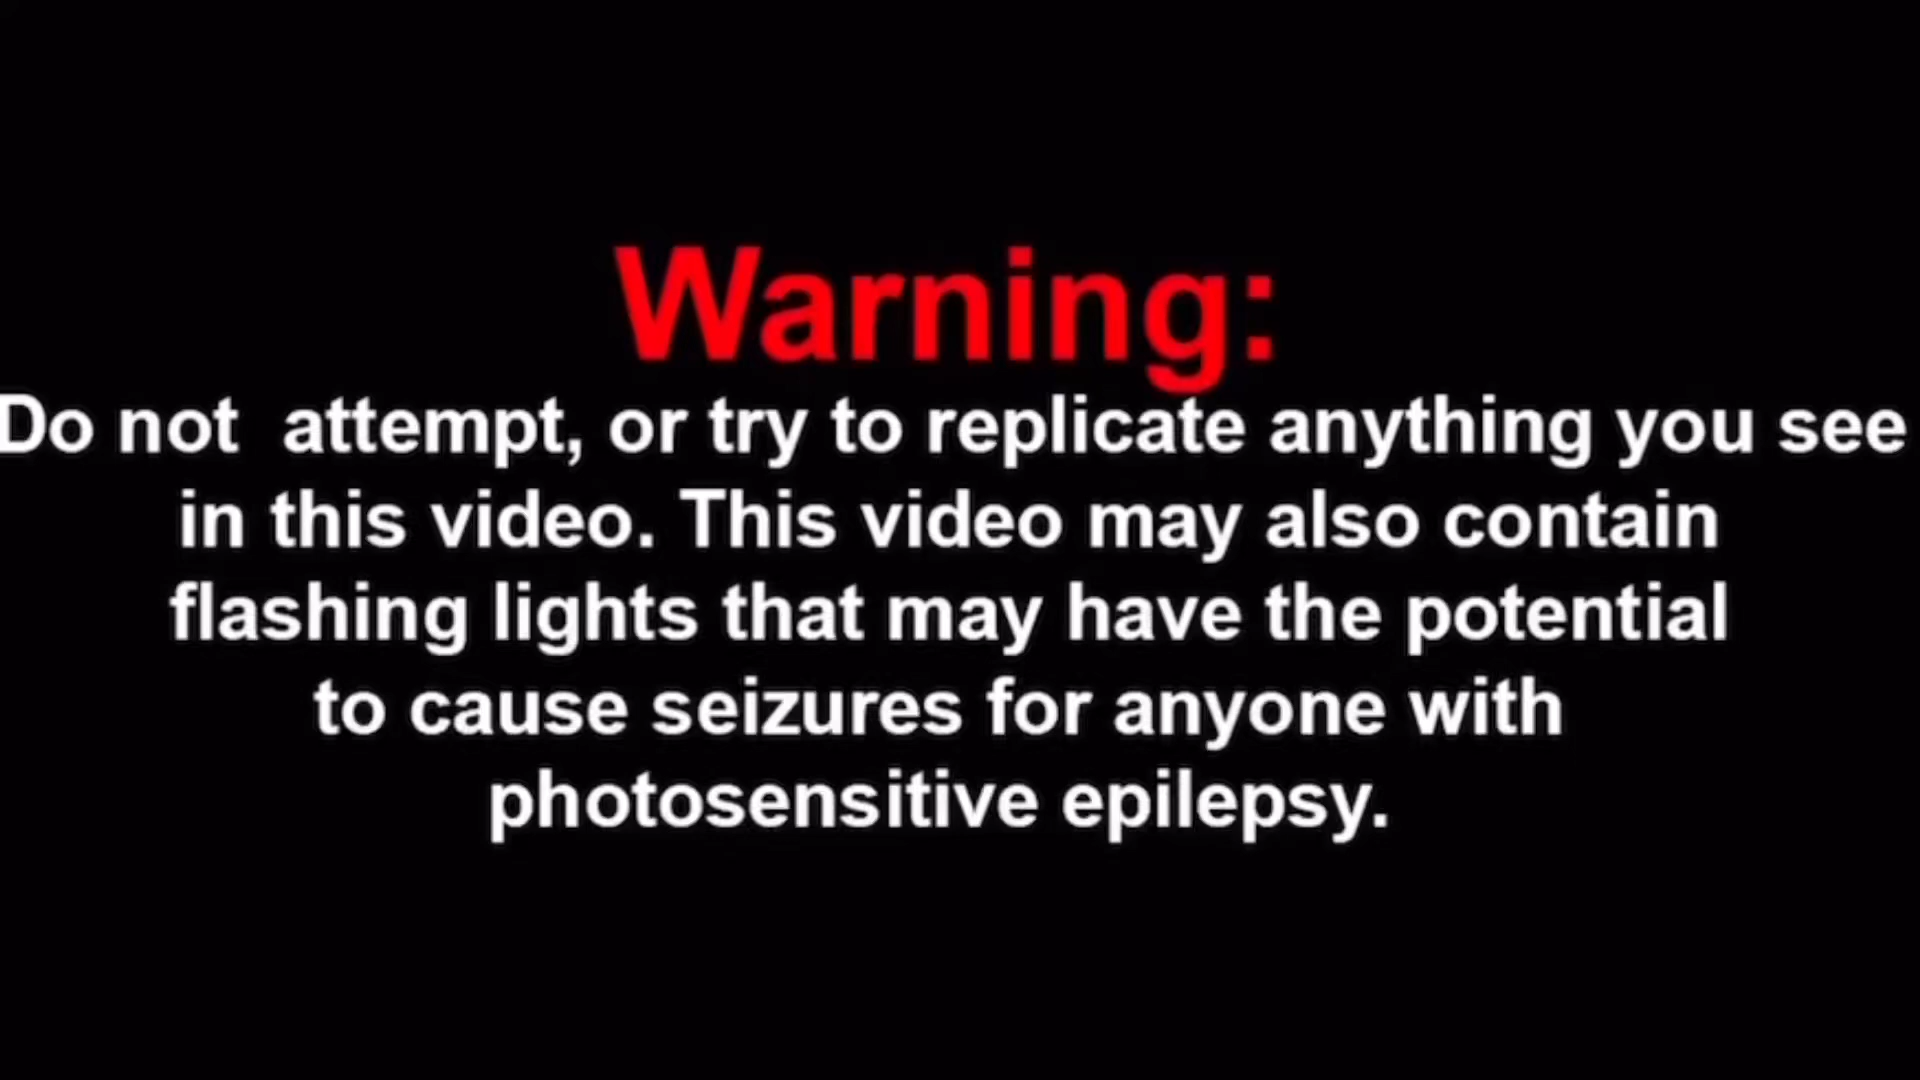 Warning:
Do not  attempt, or try to replicate anything you see
in this video. This video may also contain
flashing lights that may have the potential
to cause seizures for anyone with
photosensitive epilepsy.